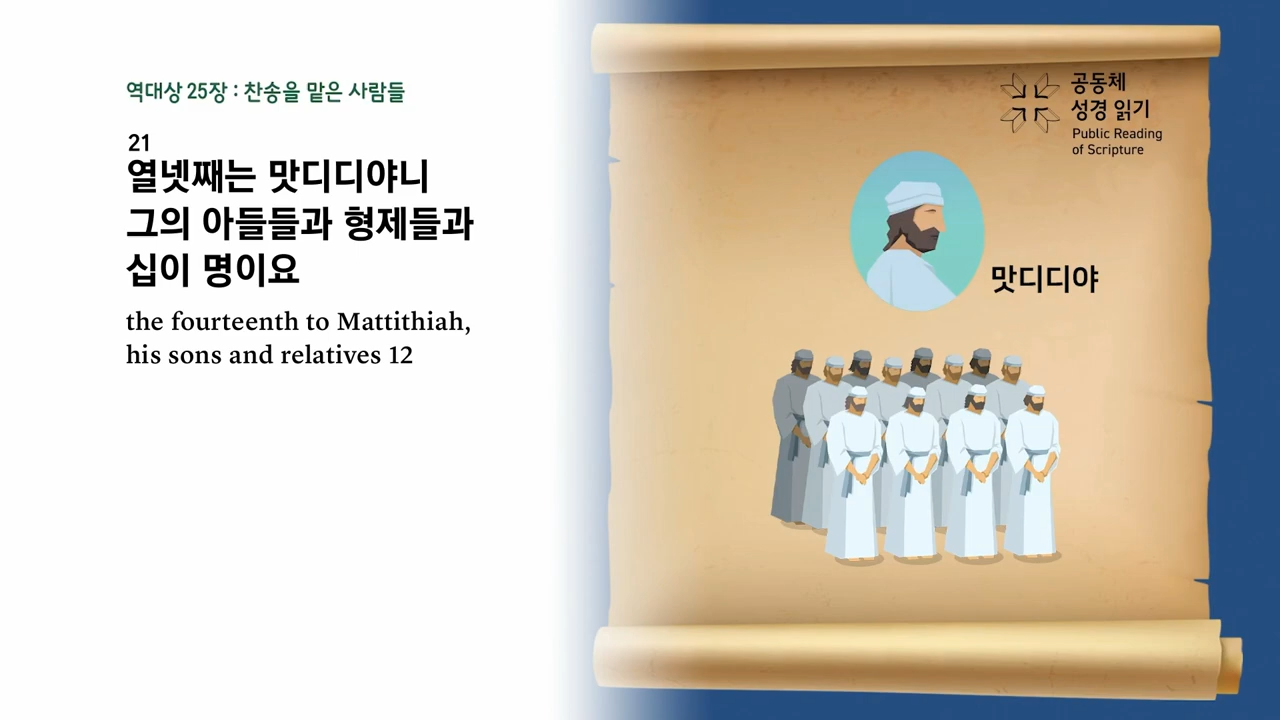 역대상 25장 : 찬송을 맡은 사람들
21
열넷째는 맛디디야니
그의 아들들과 형제들과
십이 명이요
the fourteenth to Mattithiah,
his sons and relatives 12
공동체
성경 읽기
Public Reading
of Scripture
맛디디야